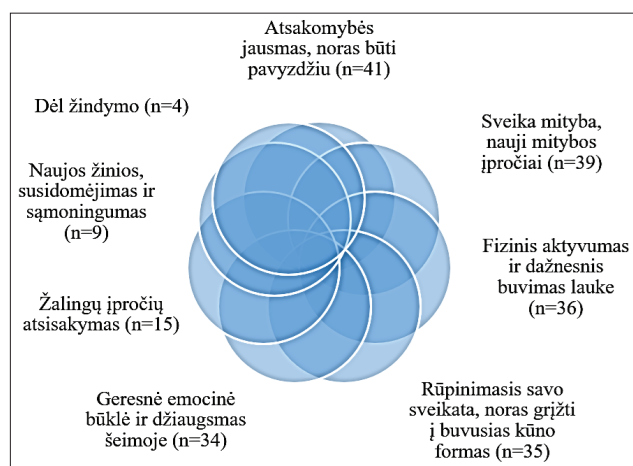 Atsakomybės
jausmas, noras būti
pavyzdžiu (n=41)
Sveika mityba,
nauji mitybos
įpročiai (n=39)
Fizinis aktyvumas
ir dažnesnis
buvimas lauke
(n=36)
Rūpinimasis savo
sveikata, noras grįžti
į buvusias kūno
formas (n=35)
Geresnė emocinė
būklė ir džiaugsmas
šeimoje (n=34)
Žalingų įpročių
atsisakymas (n=15)
Naujos žinios,
susidomėjimas ir
sąmoningumas
(n=9)
Dėl žindymo (n=4)